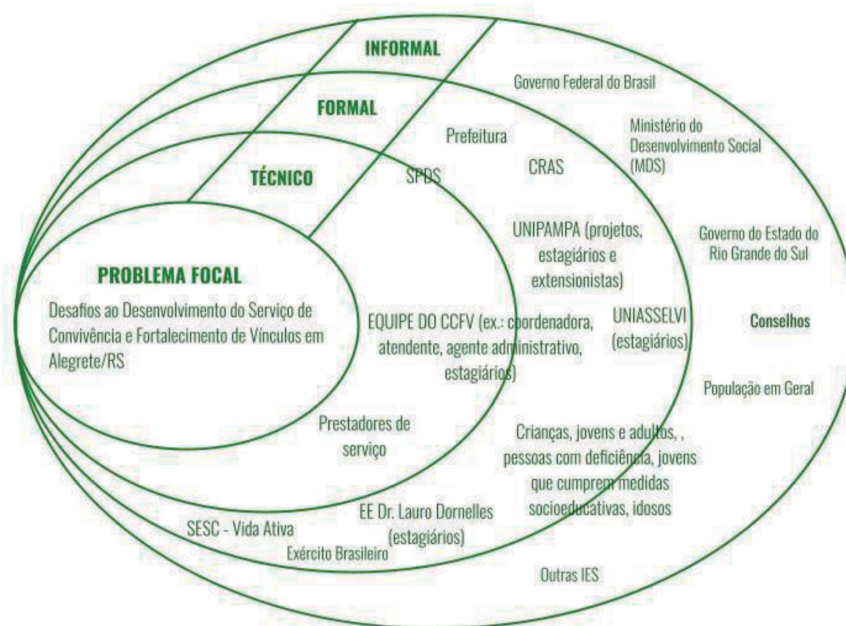 INFORMAL
FORMAL
TÉCNICO
Governo Federal do Brasil
Prefeitura
Ministério do
Desenvolvimento Social
(MDS)
CRAS
SPDS
UNIPAMPA (projetos,
estagiários e
extensionistas)
Governo do Estado do
Rio Grande do Sul
PROBLEMA FOCAL
Desafios ao Desenvolvimento do Serviço de
Convivência e Fortalecimento de Vínculos em
Alegrete/RS
EQUIPE DO CCFV (ex.: coordenadora,
atendente, agente administrativo,
estagiários)
UNIASSELVI
(estagiários)
Conselhos
População em Geral
Prestadores de
serviço
Crianças, jovens e adultos, ,
pessoas com deficiência, jovens
que cumprem medidas
socioeducativas, idosos
SESC - Vida Ativa
EE Dr. Lauro Dornelles
(estagiários)
Exército Brasileiro
Outras IES